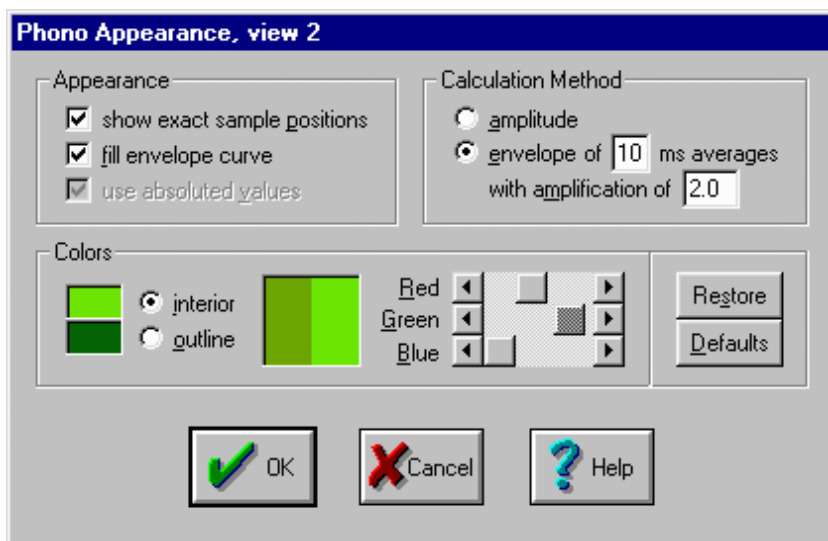 Phono Appearance, view 2
Appearance
show exact sample positions
fill envelope curve
use absoluted values
Calculation Method
amplitude
envelope of 10 ms averages
with amplification of 2.0
Colors
interior
outline
Red
Green
Blue
Restore
Defaults
OK
Cancel
Help